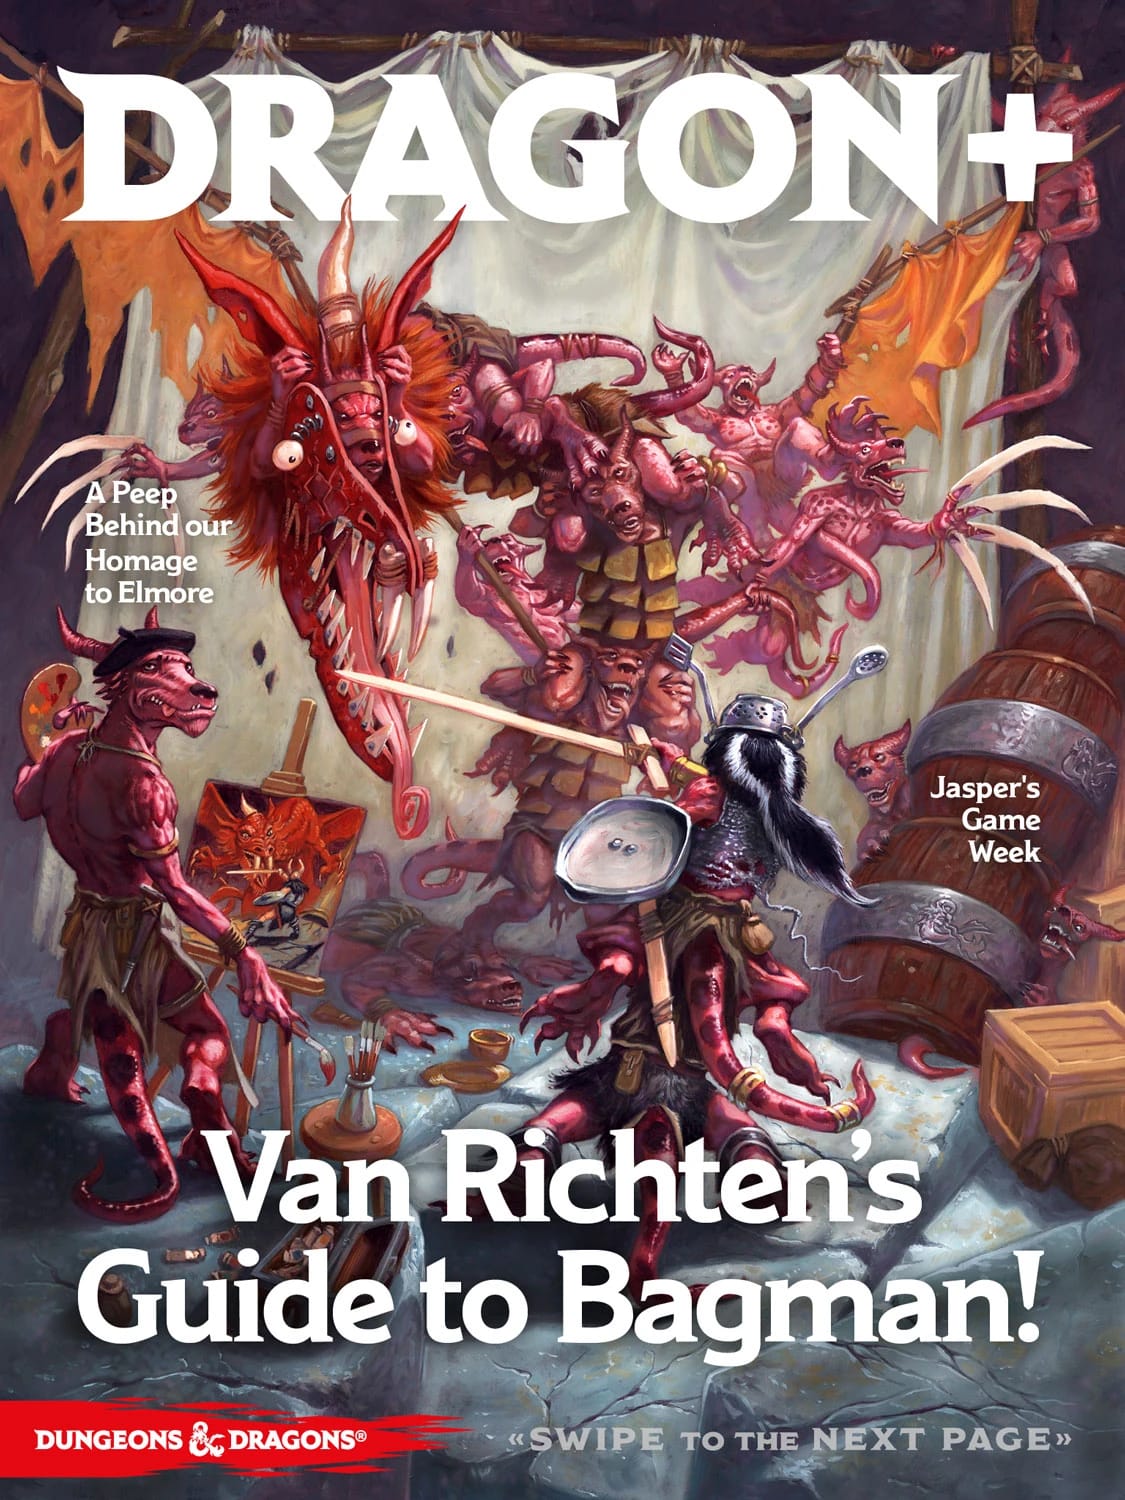 DRAGON+
A Peep
Behind our
Homage
to Elmore
Jasper's
Game
Week
Van Richten's
Guide to Bagman!
DUNGEONS & DRAGONS®
«SWIPE TO THE NEXT PAGE»